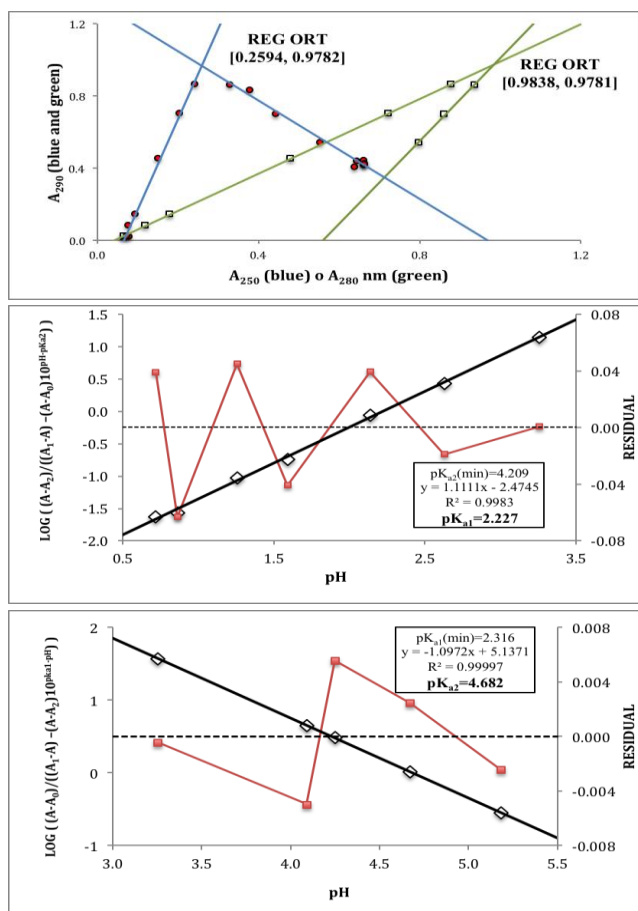 REG ORT
[0.2594, 0.9782]
REG ORT
[0.9838, 0.9781]
1.2
0.8
0.4
0.0
A290 (blue and green)
0.0 0.4 0.8 1.2
A250 (blue) o A280 nm (green)
1.5
1.0
0.5
0.0
-0.5
-1.0
-1.5
-2.0
LOG ((A-A2)/((A1-A) –(A-A0)10^pH-pKa2))
0.08
0.04
0.00
-0.04
-0.08
RESIDUAL
pKa2(min)=4.209
y = 1.1111x - 2.4745
R² = 0.9983
pKa1=2.227
0.5 1.5 2.5 3.5
pH
2
1
0
-1
LOG ((A-A0)/((A1-A) –(A-A2)10^pka1-pH))
pKa1(min)=2.316
y = -1.0972x + 5.1371
R² = 0.99997
pKa2=4.682
0.008
0.004
0.000
-0.004
-0.008
RESIDUAL
3.0 3.5 4.0 4.5 5.0 5.5
pH